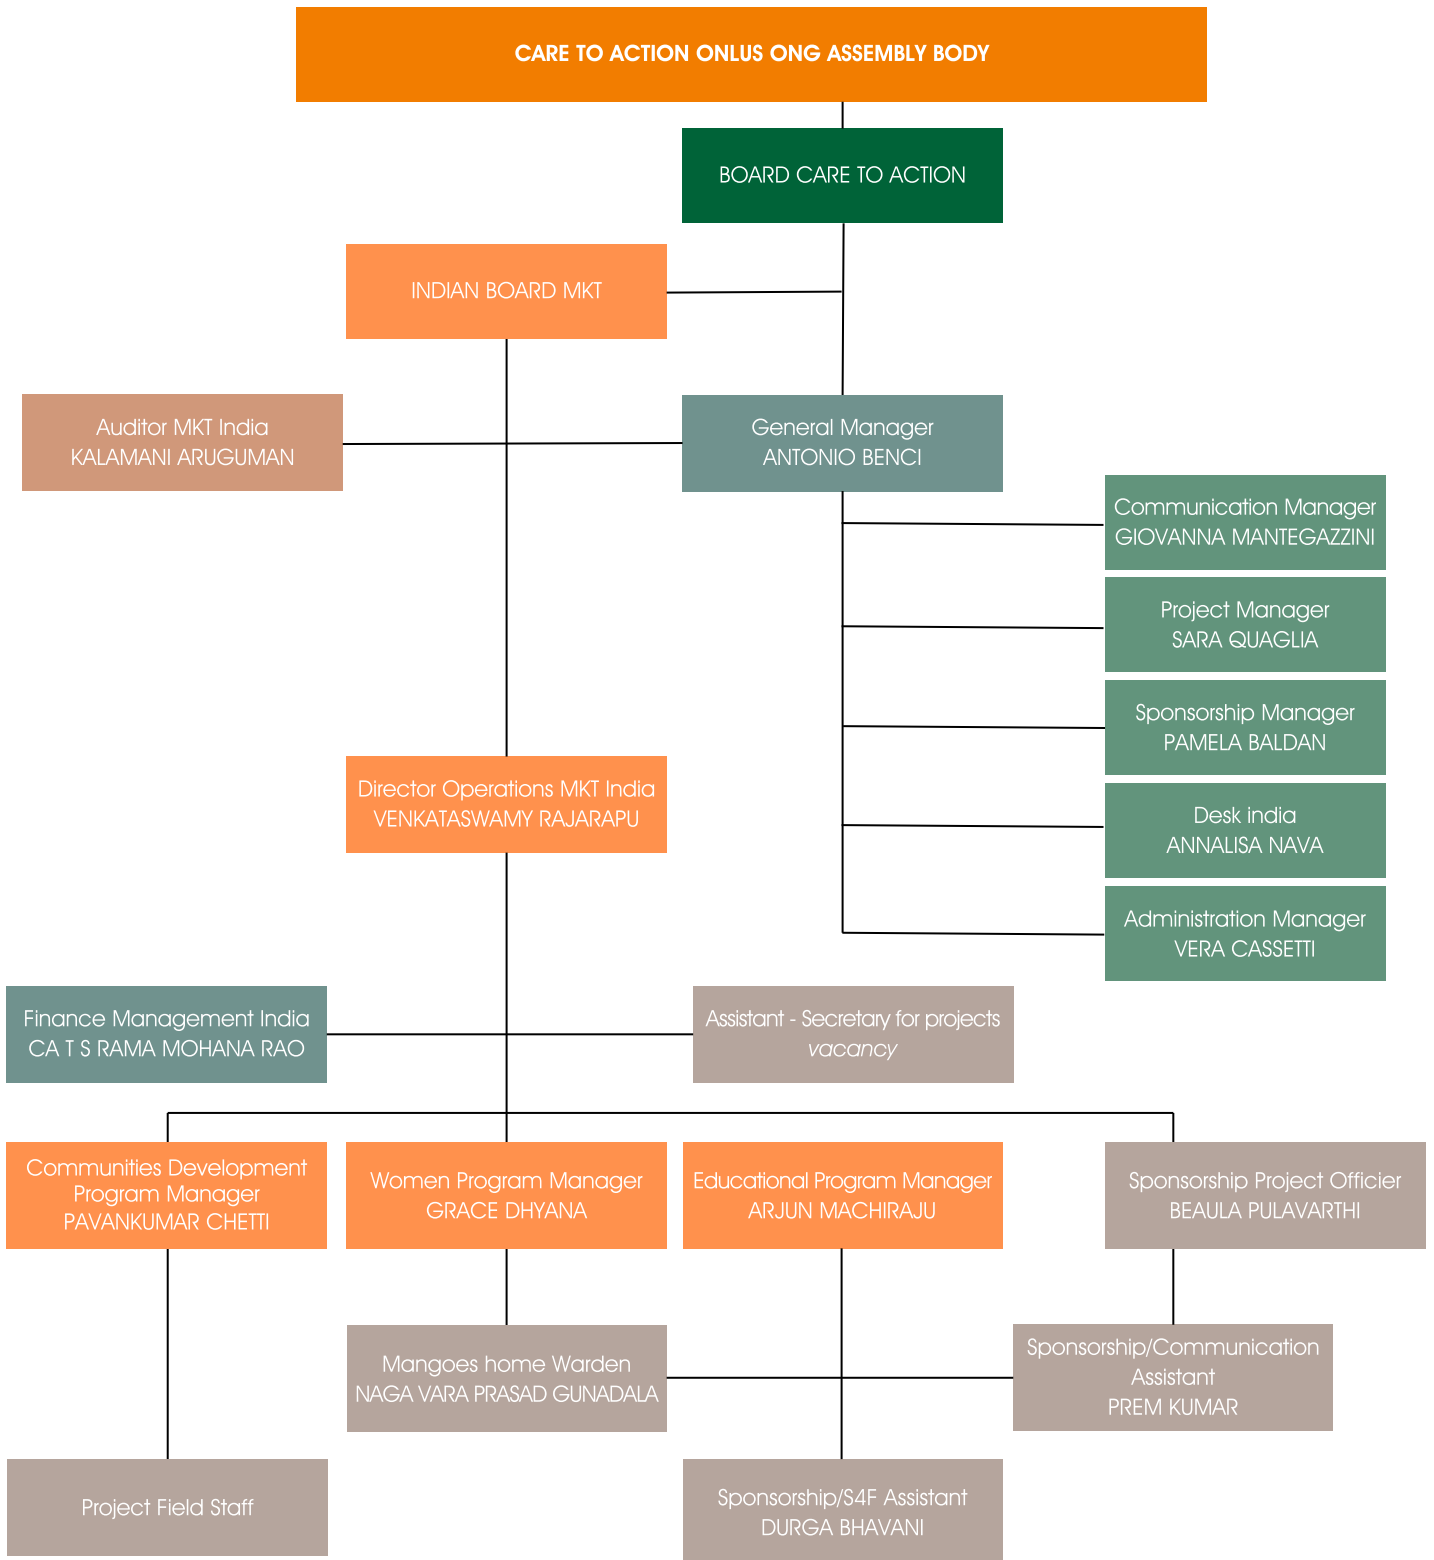 CARE TO ACTION ONLUS ONG ASSEMBLY BODY
BOARD CARE TO ACTION
INDIAN BOARD MKT
Auditor MKT India
KALAMANI ARUGUMAN
General Manager
ANTONIO BENCI
Communication Manager
GIOVANNA MANTEGAZZINI
Project Manager
SARA QUAGLIA
Sponsorship Manager
PAMELA BALDAN
Desk india
ANNALISA NAVA
Administration Manager
VERA CASSETTI
Director Operations MKT India
VENKATASWAMY RAJARAPU
Finance Management India
CA T S RAMA MOHANA RAO
Assistant - Secretary for projects
vacancy
Communities Development
Program Manager
PAVANKUMAR CHETTI
Women Program Manager
GRACE DHYANA
Educational Program Manager
ARJUN MACHIRAJU
Sponsorship Project Officier
BEAULA PULAVARTHI
Mangoes home Warden
NAGA VARA PRASAD GUNADALA
Sponsorship/Communication
Assistant
PREM KUMAR
Project Field Staff
Sponsorship/S4F Assistant
DURGA BHAVANI